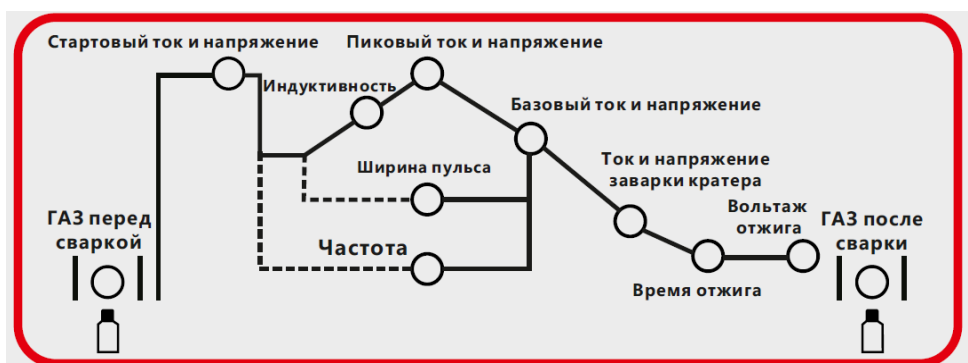 Стартовый ток и напряжение
Пиковый ток и напряжение
Индуктивность
Базовый ток и напряжение
Ширина пульса
Ток и напряжение
заварки кратера
Вольтаж
отжига
ГАЗ перед
сваркой
ГАЗ после
сварки
Частота
Время отжига